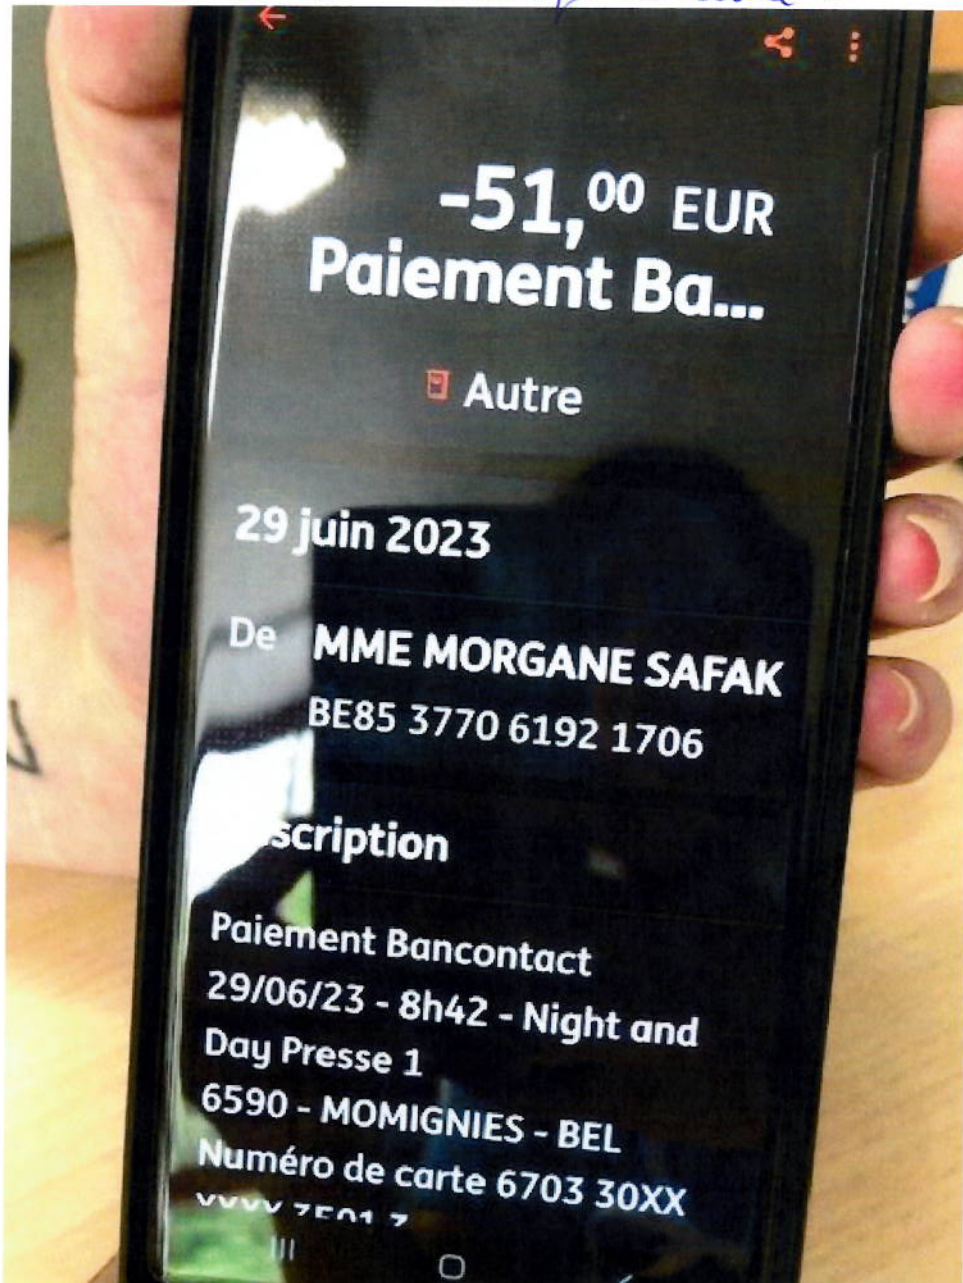 -51,00 EUR
Paiement Ba...
Autre
29 juin 2023
De MME MORGANE SAFAK
BE85 3770 6192 1706
scription
Paiement Bancontact
29/06/23 - 8h42 - Night and
Day Presse 1
6590 - MOMIGNIES - BEL
Numéro de carte 6703 30XX